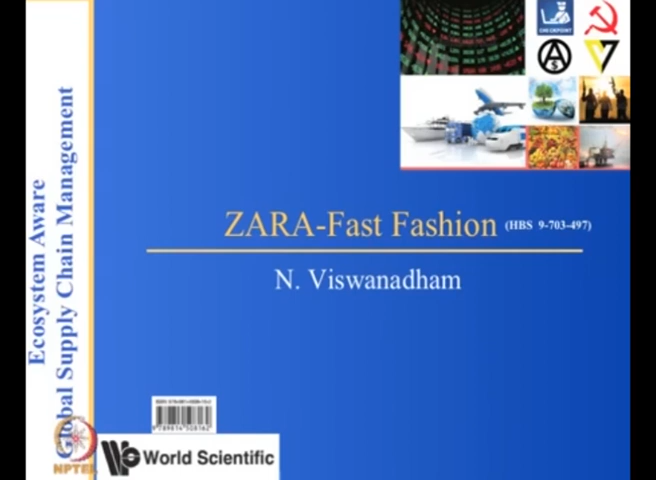 Ecosystem Aware
Global Supply Chain Management
ZARA-Fast Fashion (HBS 9-703-497)
N. Viswanadham
World Scientific
NPTEL